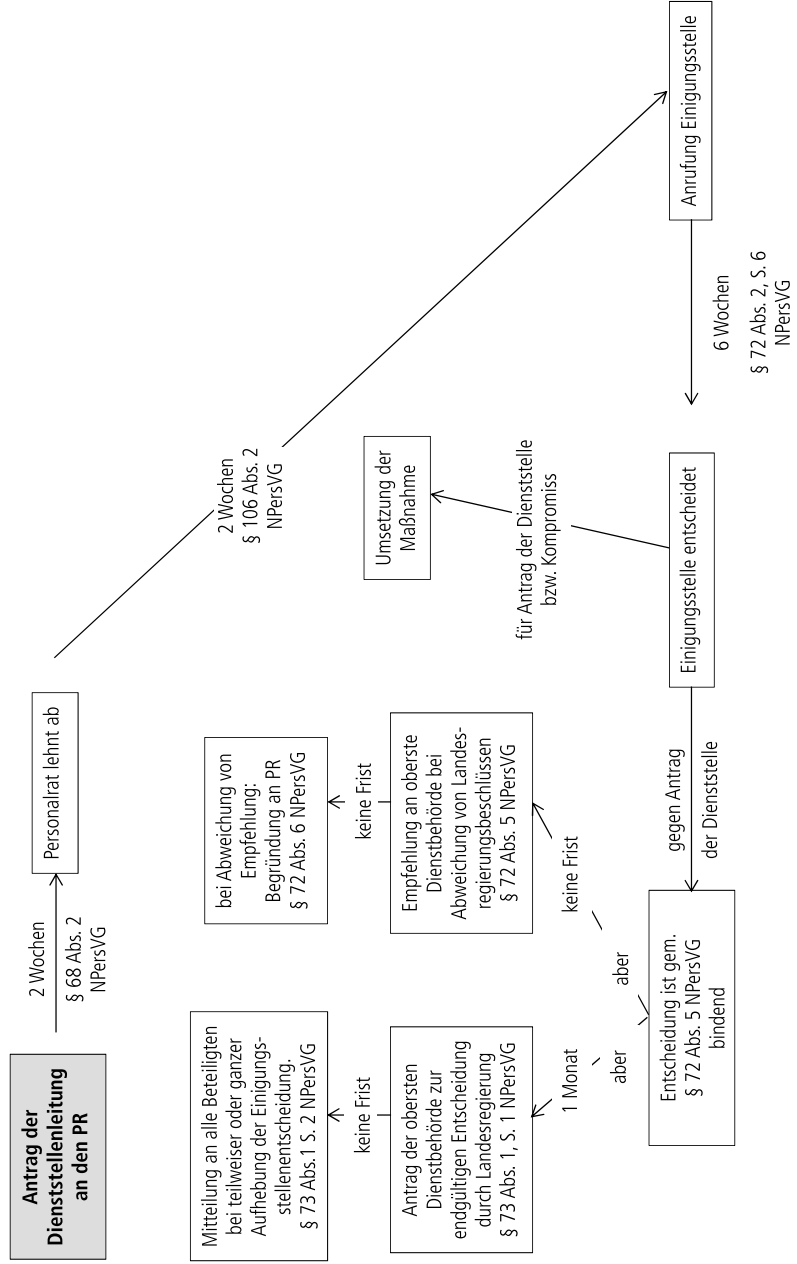 Antrag der
Dienststellenleitung
an den PR
2 Wochen
§ 68 Abs. 2
NPersVG
Personalrat lehnt ab
2 Wochen
§ 106 Abs. 2
NPersVG
Anrufung Einigungsstelle
6 Wochen
§ 72 Abs. 2, S. 6
NPersVG
Einigungsstelle entscheidet
für Antrag der Dienststelle
bzw. Kompromiss
Umsetzung der
Maßnahme
gegen Antrag
der Dienststelle
Entscheidung ist gem.
§ 72 Abs. 5 NPersVG
bindend
aber
1 Monat
Antrag der obersten
Dienstbehörde zur
endgültigen Entscheidung
durch Landesregierung
§ 73 Abs. 1, S. 1 NPersVG
keine Frist
Mitteilung an alle Beteiligten
bei teilweiser oder ganzer
Aufhebung der Einigungs-
stellenentscheidung.
§ 73 Abs.1 S. 2 NPersVG
aber
keine Frist
Empfehlung an oberste
Dienstbehörde bei
Abweichung von Landes-
regierungsbeschlüssen
§ 72 Abs. 5 NPersVG
keine Frist
bei Abweichung von
Empfehlung:
Begründung an PR
§ 72 Abs. 6 NPersVG